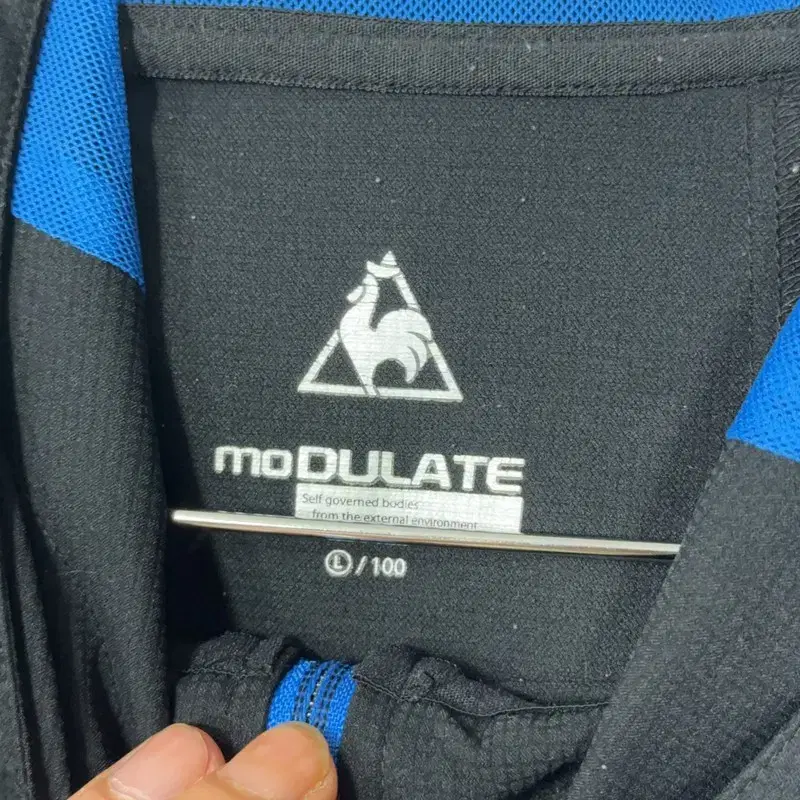 moDULATE
Self governed bodies
from the external environment
Ⓛ/100